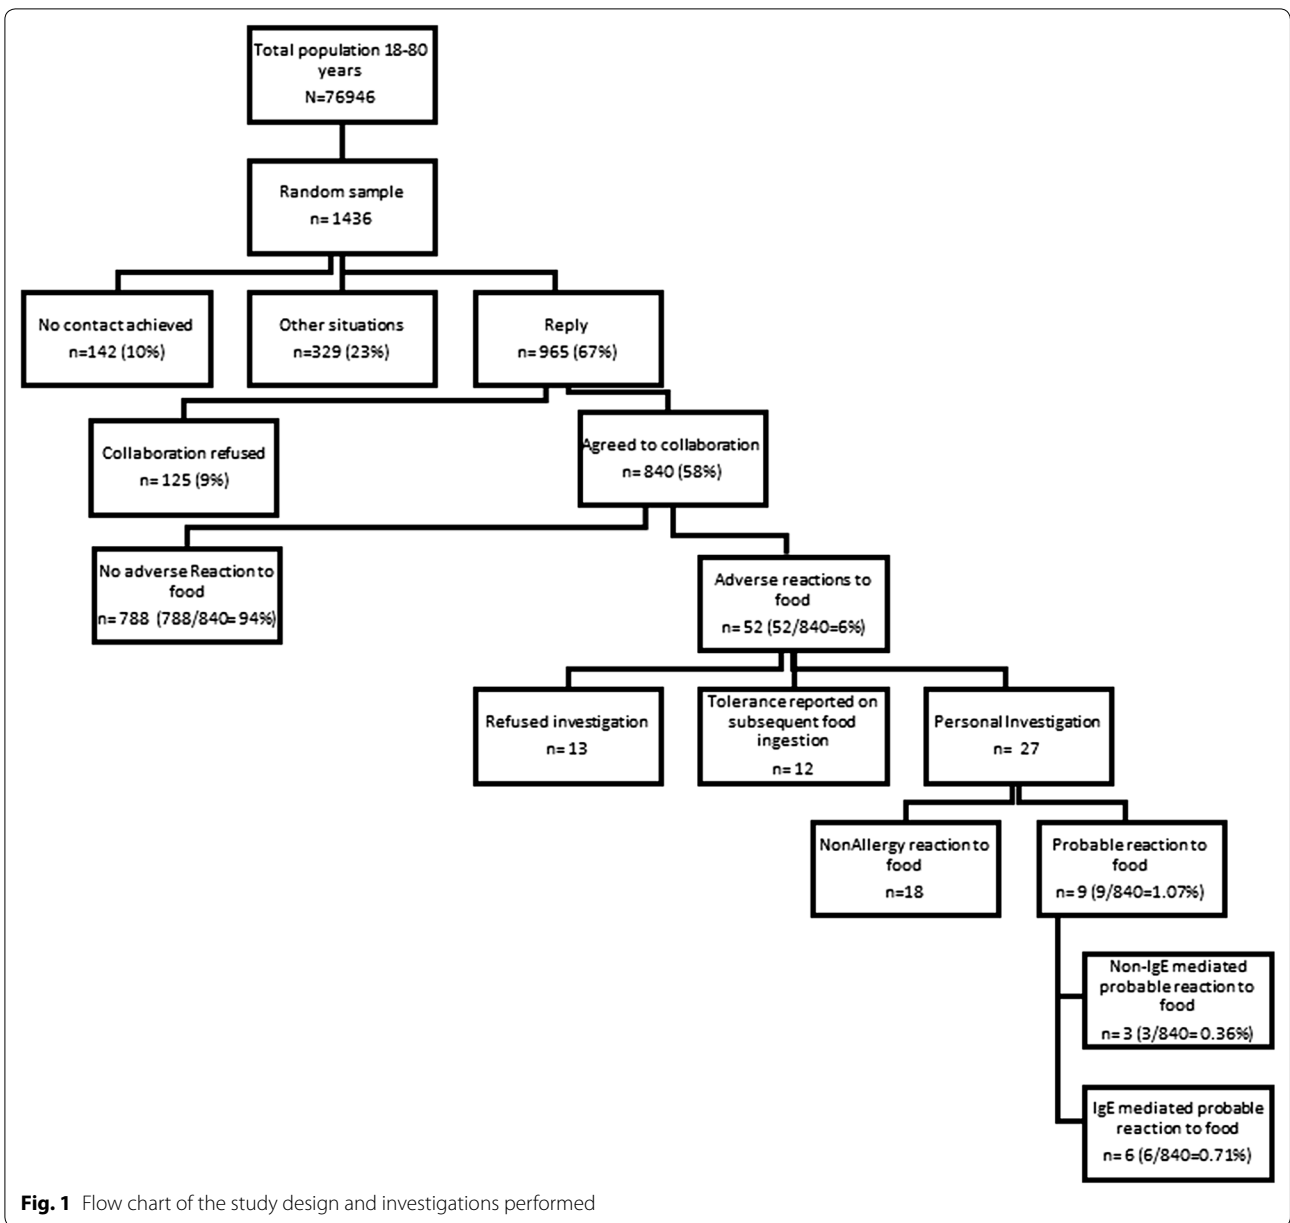 Total population 18-80
years
N=76946
Random sample
n= 1436
No contact achieved
n=142 (10%)
Other situations
n=329 (23%)
Reply
n= 965 (67%)
Collaboration refused
n= 125 (9%)
Agreed to collaboration
n= 840 (58%)
No adverse Reaction to
food
n= 788 (788/840= 94%)
Adverse reactions to
food
n= 52 (52/840=6%)
Refused investigation
n= 13
Tolerance reported on
subsequent food
ingestion
n= 12
Personal Investigation
n= 27
NonAllergy reaction to
food
n=18
Probable reaction to
food
n= 9 (9/840=1.07%)
Non-IgE mediated
probable reaction to
food
n= 3 (3/840= 0.36%)
IgE mediated probable
reaction to food
n= 6 (6/840=0.71%)
Fig. 1 Flow chart of the study design and investigations performed